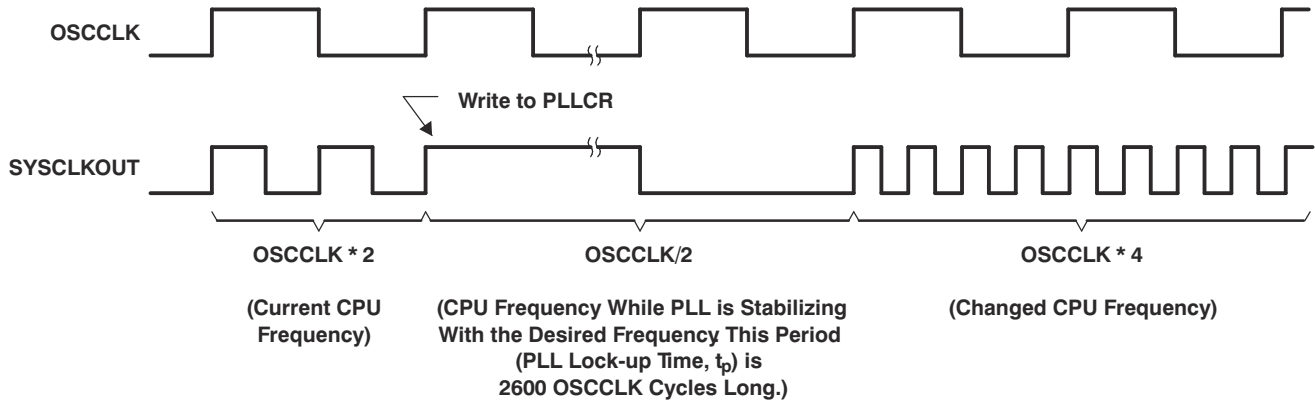 OSCCLK
Write to PLLCR
SYSCLKOUT
OSCCLK * 2
(Current CPU
Frequency)
OSCCLK/2
(CPU Frequency While PLL is Stabilizing
With the Desired Frequency. This Period
(PLL Lock-up Time, tp) is
2600 OSCCLK Cycles Long.)
OSCCLK * 4
(Changed CPU Frequency)